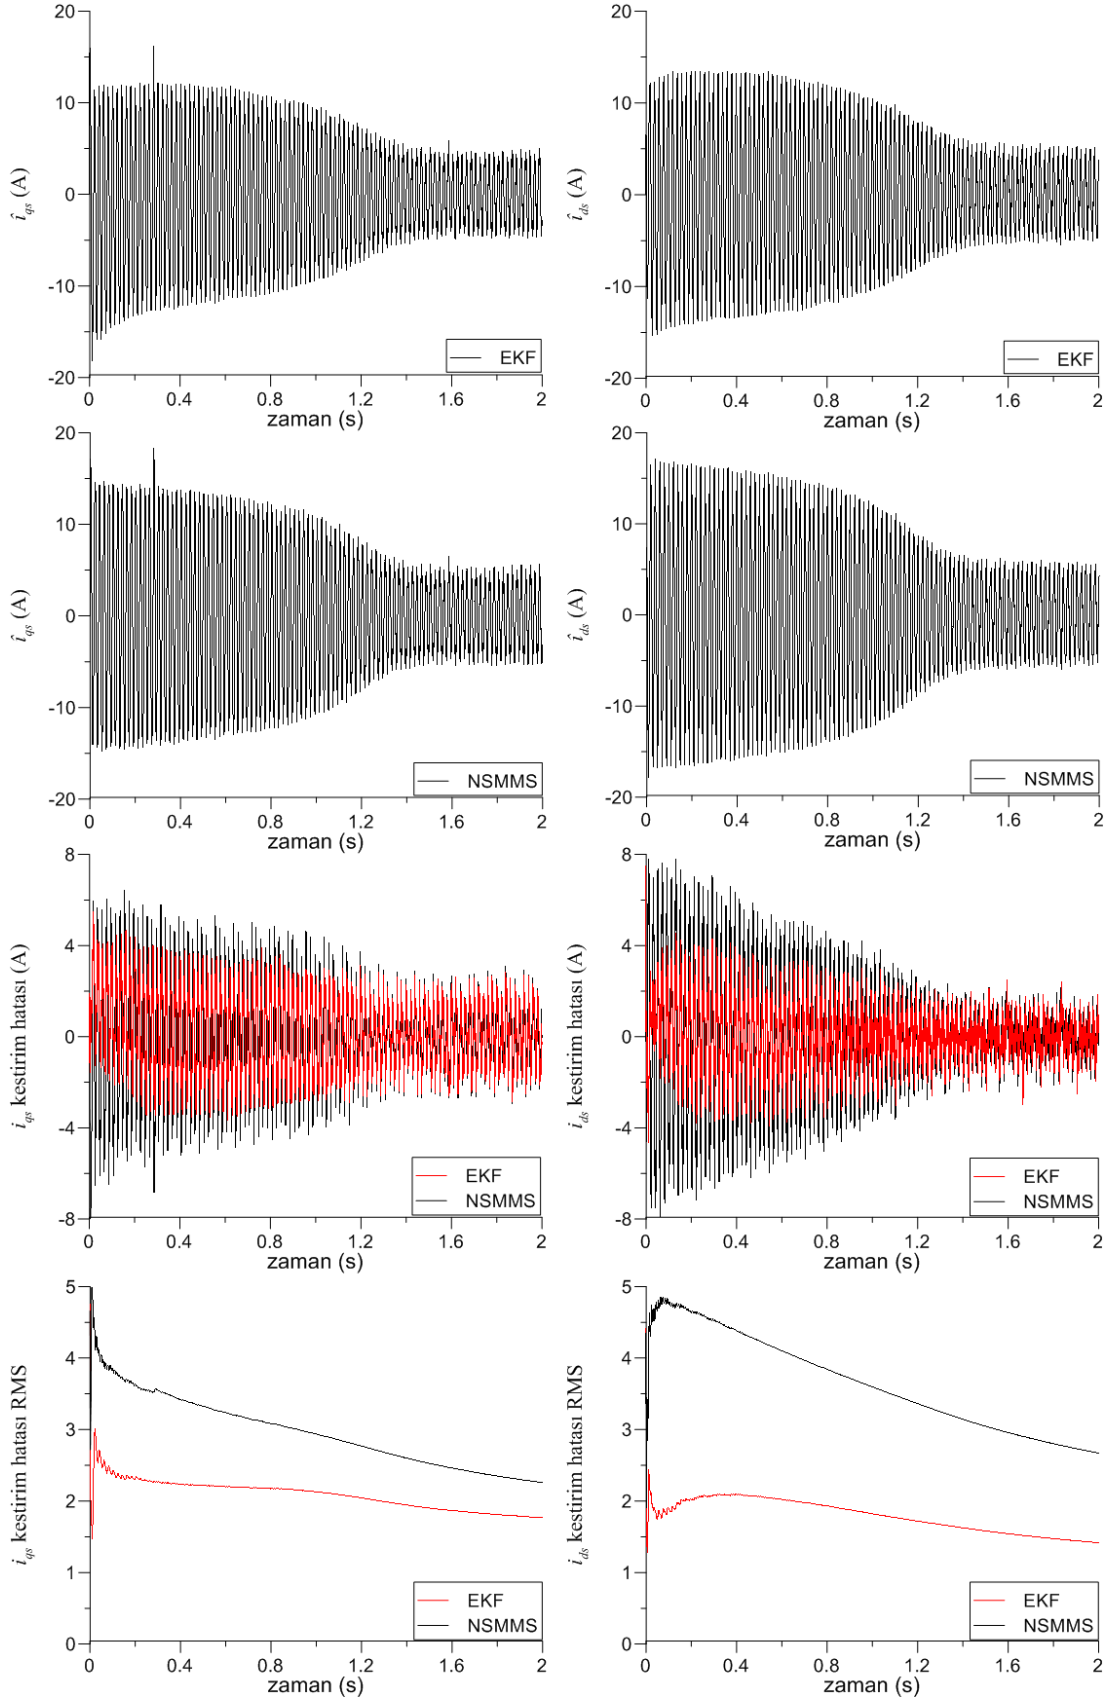 20
10
0
-10
-20
î_qs (A)
EKF
0 0.4 0.8 1.2 1.6 2
zaman (s)
20
10
0
-10
-20
î_ds (A)
EKF
0 0.4 0.8 1.2 1.6 2
zaman (s)
20
10
0
-10
-20
î_qs (A)
NSMMS
0 0.4 0.8 1.2 1.6 2
zaman (s)
20
10
0
-10
-20
î_ds (A)
NSMMS
0 0.4 0.8 1.2 1.6 2
zaman (s)
8
4
0
-4
-8
i_qs kestirim hatası (A)
EKF
NSMMS
0 0.4 0.8 1.2 1.6 2
zaman (s)
8
4
0
-4
-8
i_ds kestirim hatası (A)
EKF
NSMMS
0 0.4 0.8 1.2 1.6 2
zaman (s)
5
4
3
2
1
0
i_qs kestirim hatası RMS
EKF
NSMMS
0 0.4 0.8 1.2 1.6 2
zaman (s)
5
4
3
2
1
0
i_ds kestirim hatası RMS
EKF
NSMMS
0 0.4 0.8 1.2 1.6 2
zaman (s)